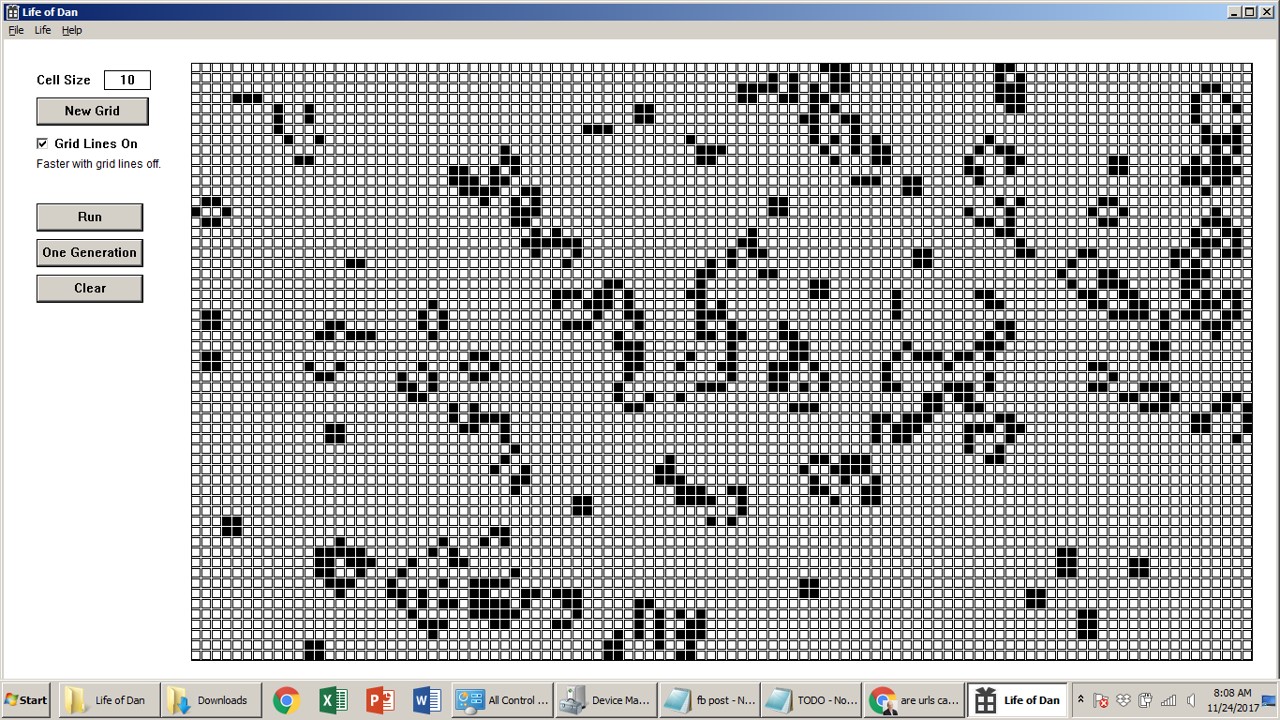 Life of Dan
File Life Help
Cell Size 10
New Grid
Grid Lines On
Faster with grid lines off.
Run
One Generation
Clear
Start Life of Dan Downloads All Control ... Device Ma... fb post - N... TODO - No... are urls ca... Life of Dan 8:08 AM
11/24/2017